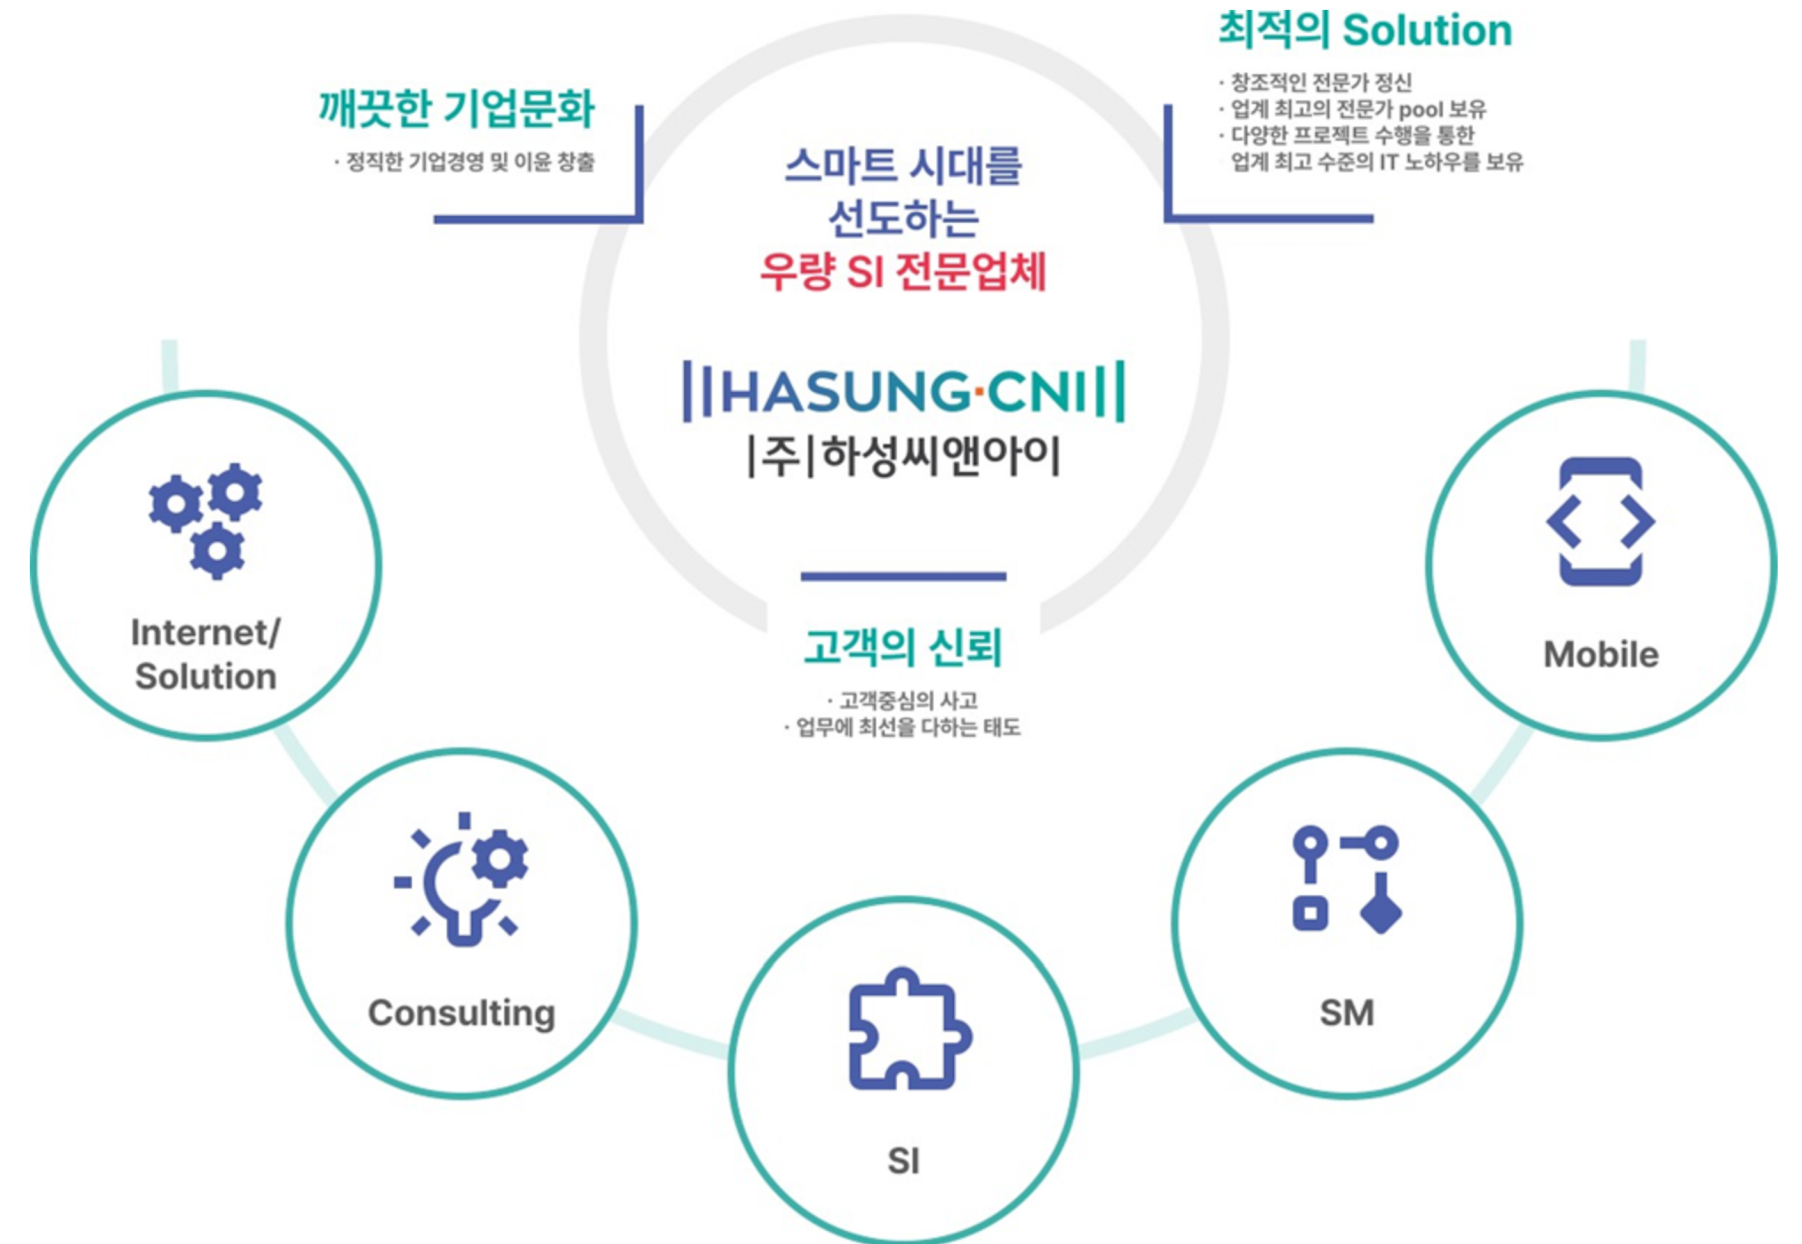 최적의 Solution
· 창조적인 전문가 정신
· 업계 최고의 전문가 pool 보유
· 다양한 프로젝트 수행을 통한
업계 최고 수준의 IT 노하우를 보유
깨끗한 기업문화
· 정직한 기업경영 및 이윤 창출
스마트 시대를
선도하는
우량 SI 전문업체
HASUNG·CNI
|주|하성씨앤아이
고객의 신뢰
· 고객중심의 사고
· 업무에 최선을 다하는 태도
Internet/
Solution
Consulting
SI
SM
Mobile